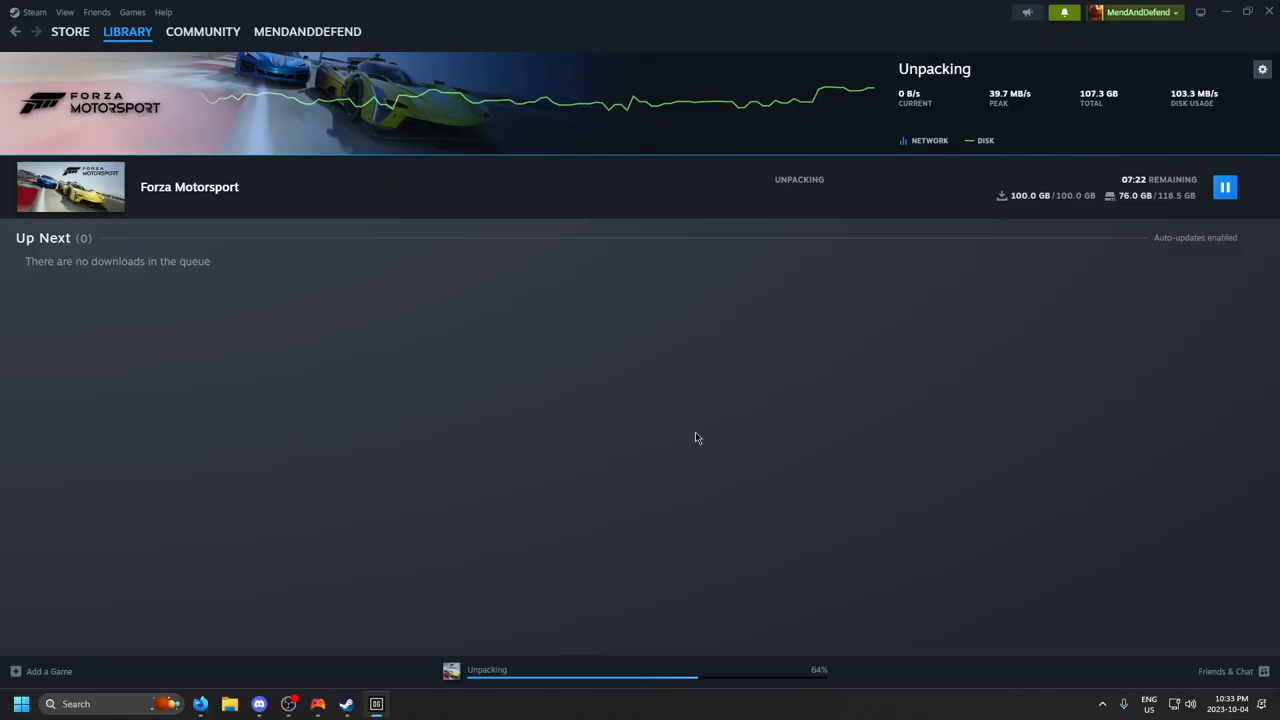 Steam View Friends Games Help
MendAndDefend
STORE LIBRARY COMMUNITY MENDANDDEFEND
FORZA
MOTORSPORT
Unpacking
0 B/s 39.7 MB/s 107.3 GB 103.3 MB/s
CURRENT PEAK TOTAL DISK USAGE
NETWORK DISK
FORZA
MOTORSPORT
Forza Motorsport
UNPACKING
07:22 REMAINING
100.0 GB/100.0 GB 76.0 GB/118.5 GB
Up Next (0)
Auto-updates enabled
There are no downloads in the queue
Add a Game
Unpacking 64%
Friends & Chat
Search
ENG
US
10:33 PM
2023-10-04